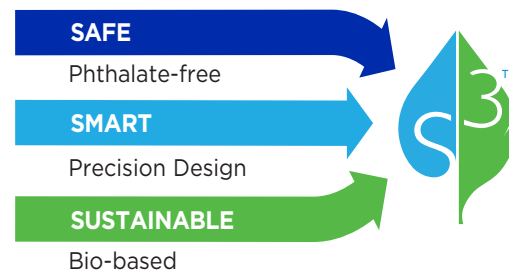 SAFE
Phthalate-free
SMART
Precision Design
SUSTAINABLE
Bio-based
S3